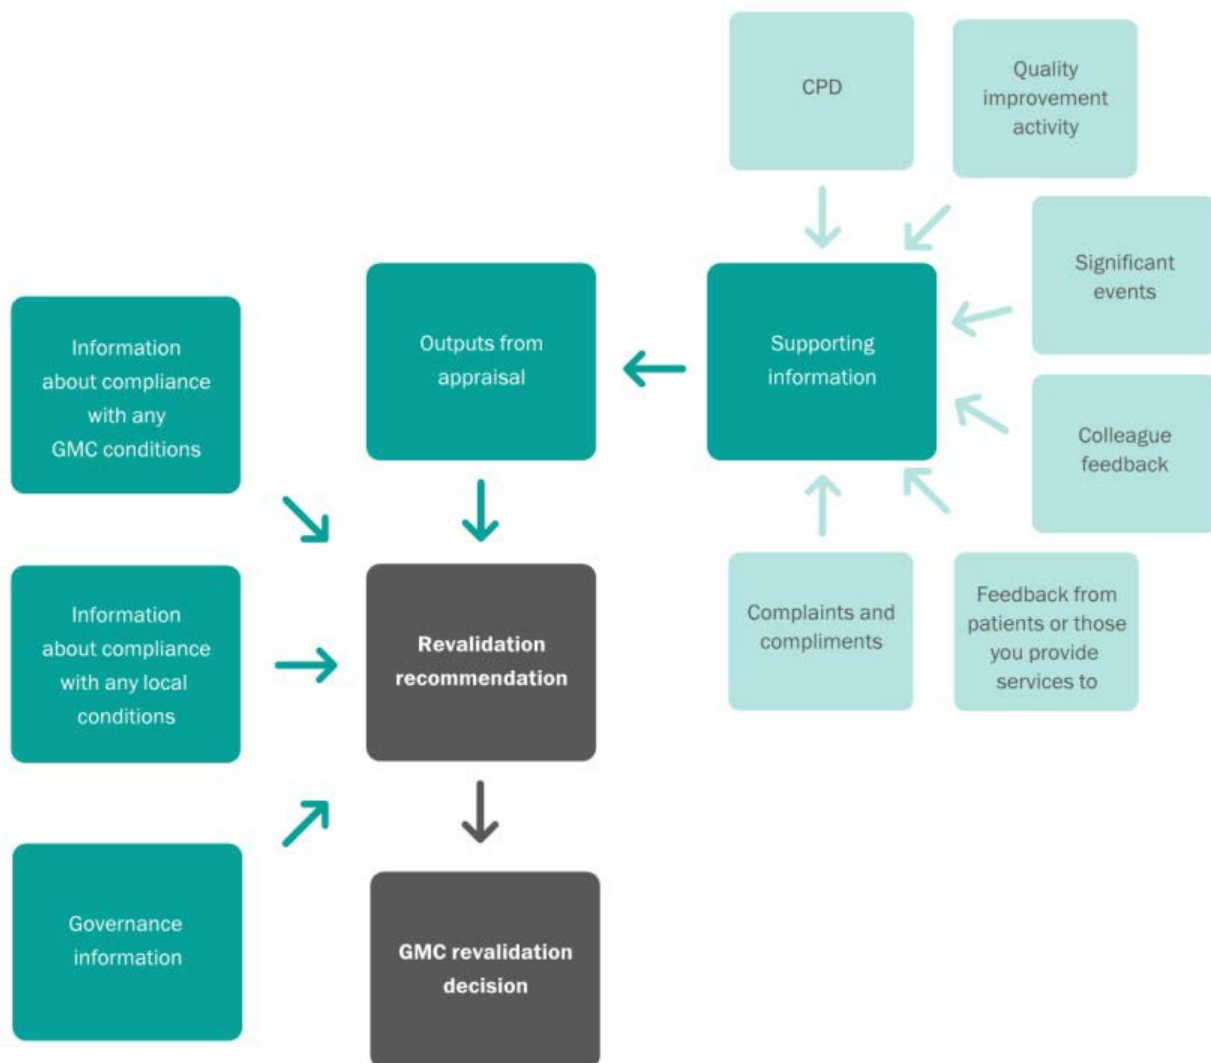 CPD
Quality
improvement
activity
Significant
events
Information
about compliance
with any
GMC conditions
Outputs from
appraisal
Supporting
information
Colleague
feedback
Information
about compliance
with any local
conditions
Revalidation
recommendation
Complaints and
compliments
Feedback from
patients or those
you provide
services to
Governance
information
GMC revalidation
decision